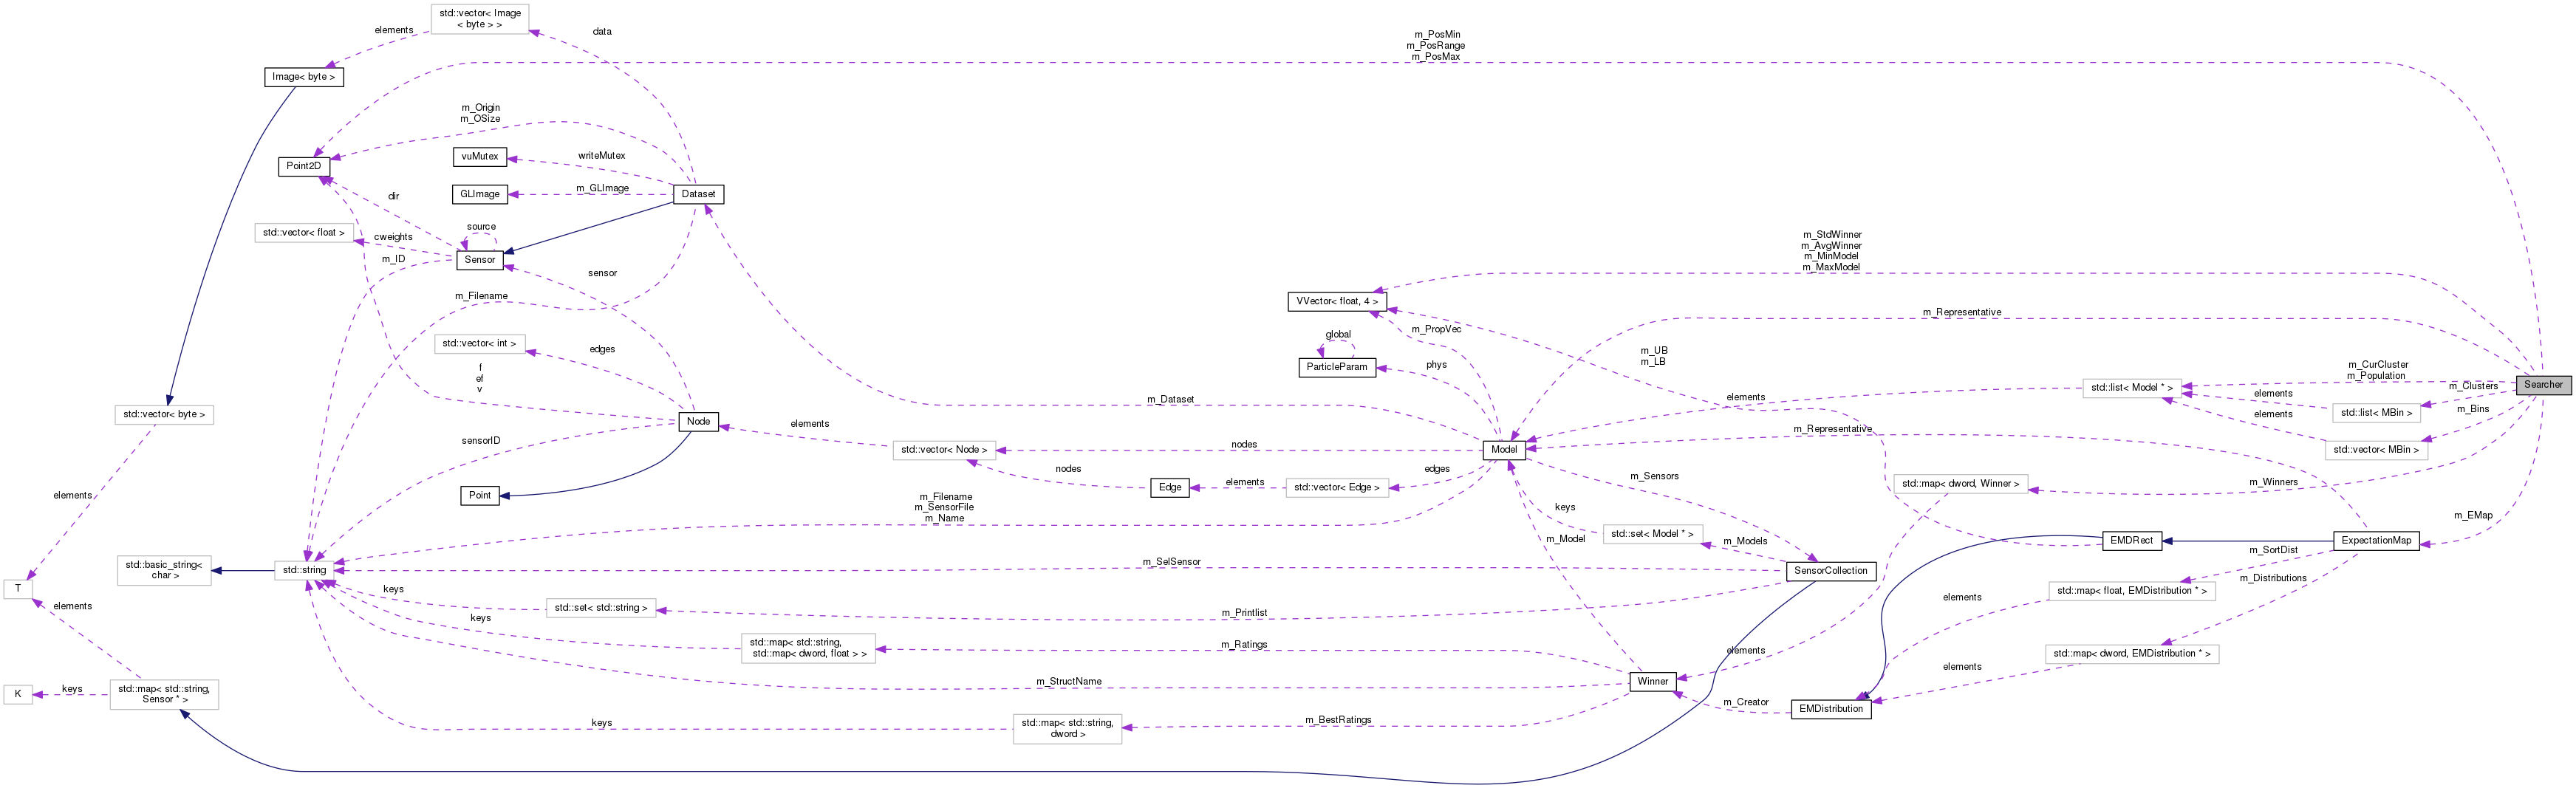 std::vector< Image
< byte > >
elements
data
m_PosMin
m_PosRange
m_PosMax
Image< byte >
m_Origin
m_OSize
vuMutex
writeMutex
Point2D
GLImage
m_GLImage
Dataset
dir
source
std::vector< float >
cweights
Sensor
m_ID
sensor
m_StdWinner
m_AvgWinner
m_MinModel
m_MaxModel
m_Filename
VVector< float, 4 >
m_Representative
m_PropVec
global
std::vector< int >
edges
m_UB
m_LB
ParticleParam
phys
f
ef
v
m_CurCluster
m_Population
Searcher
std::list< Model * >
m_Clusters
elements
elements
m_Dataset
std::list< MBin >
m_Bins
elements
std::vector< byte >
Node
elements
m_Representative
sensorID
nodes
std::vector< Node >
Model
std::vector< MBin >
nodes
edges
m_Sensors
m_Winners
std::map< dword, Winner >
elements
Point
Edge
elements
std::vector< Edge >
m_Filename
m_SensorFile
m_Name
keys
m_EMap
std::set< Model * >
m_Models
m_Model
EMDRect
ExpectationMap
m_SortDist
std::basic_string<
char >
std::string
m_SelSensor
SensorCollection
m_Distributions
T
keys
std::map< float, EMDistribution * >
elements
elements
std::set< std::string >
m_Printlist
keys
std::map< std::string,
std::map< dword, float > >
m_Ratings
elements
std::map< dword, EMDistribution * >
elements
K
keys
std::map< std::string,
Sensor * >
m_StructName
Winner
m_Creator
EMDistribution
keys
std::map< std::string,
dword >
m_BestRatings